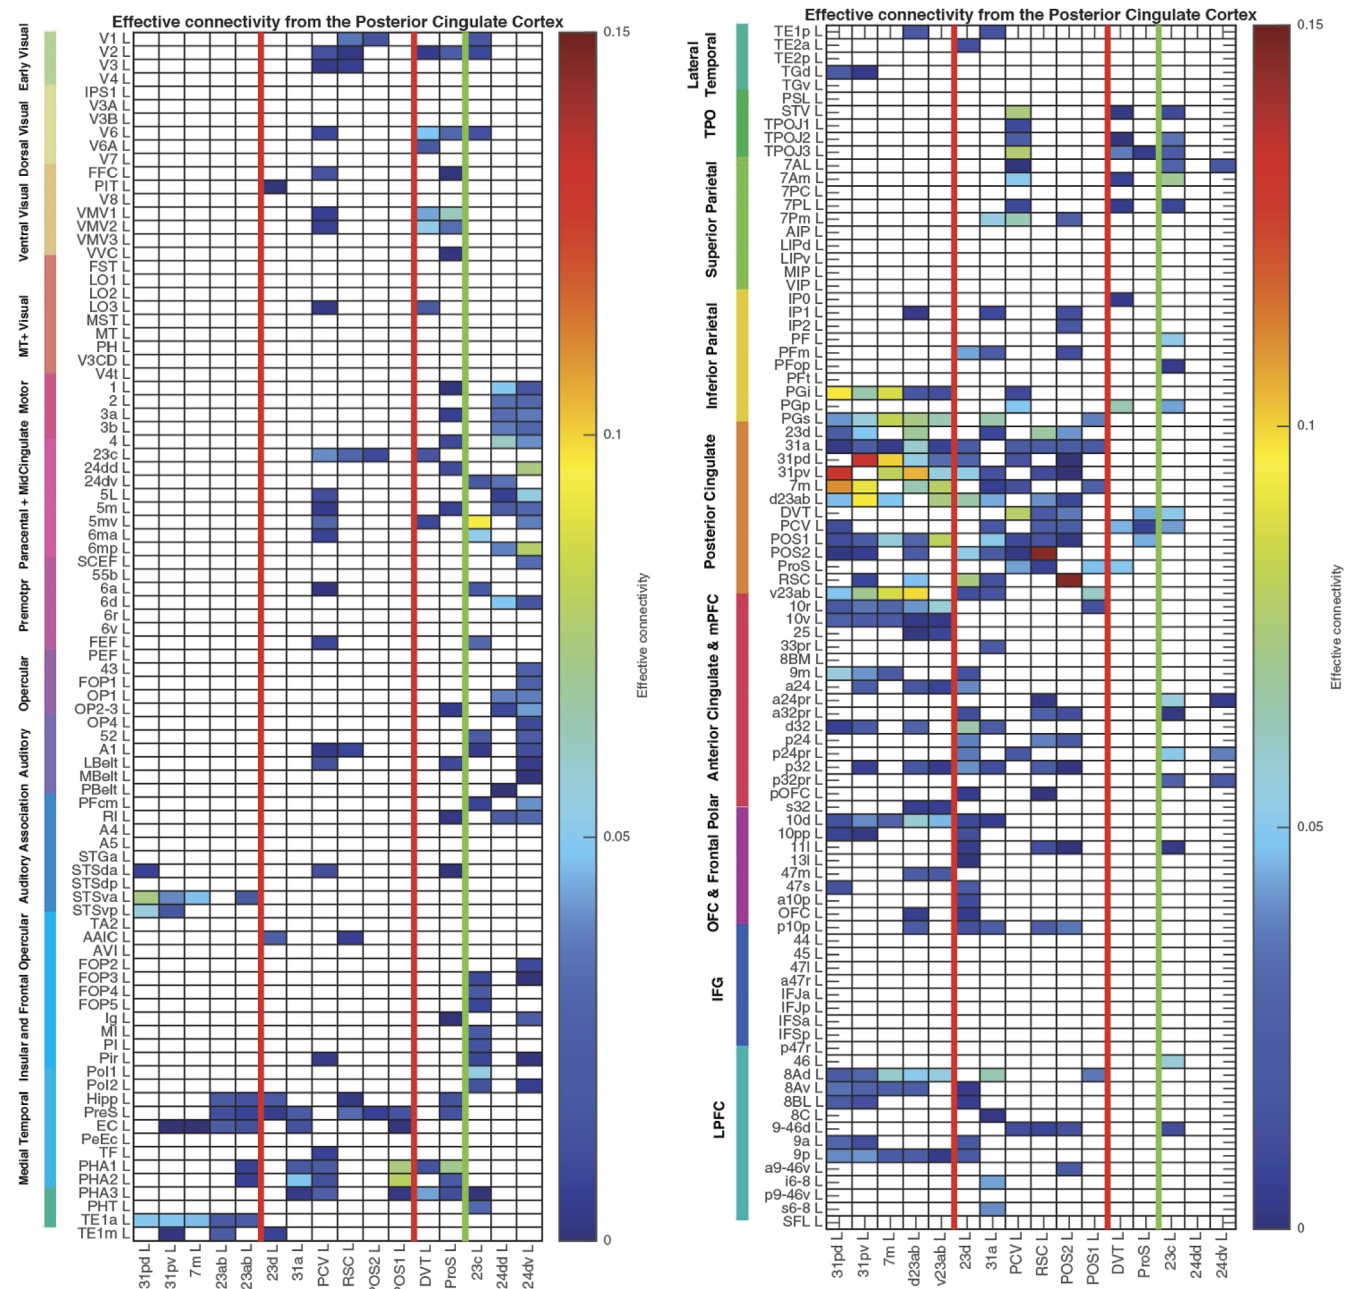 Effective connectivity from the Posterior Cingulate Cortex
Early Visual
Dorsal Visual
Ventral Visual
MT+ Visual
Motor
Paracental + MidCingulate
Premotpr
Opercular
Auditory
Auditory Association
Insular and Frontal Opercular
Medial Temporal
V1 L
V2 L
V3 L
V4 L
IPS1 L
V3A L
V3B L
V6 L
V6A L
V7 L
FFC L
PIT L
V8 L
VMV1 L
VMV2 L
VMV3 L
VVC L
FST L
LO1 L
LO2 L
LO3 L
MST L
MT L
PH L
V3CD L
V4t L
1 L
2 L
3a L
3b L
4 L
23c L
24dd L
24dv L
5L L
5m L
5mv L
6ma L
6mp L
SCEF L
55b L
6a L
6d L
6r L
6v L
FEF L
PEF L
43 L
FOP1 L
OP1 L
OP2-3 L
OP4 L
52 L
A1 L
LBelt L
MBelt L
PBelt L
PFcm L
RI L
A4 L
A5 L
STGa L
STSda L
STSdp L
STSva L
STSvp L
TA2 L
AAIC L
AVI L
FOP2 L
FOP3 L
FOP4 L
FOP5 L
Ig L
MI L
PI L
Pir L
PoI1 L
PoI2 L
Hipp L
PreS L
EC L
PeEc L
TF L
PHA1 L
PHA2 L
PHA3 L
PHT L
TE1a L
TE1m L
31pd L
31pv L
7m L
23ab L
23ab L
23d L
31a L
PCV L
RSC L
POS2 L
POS1 L
DVT L
ProS L
23c L
24dd L
24dv L
0.15
0.1
0.05
0
Effective connectivity
Effective connectivity from the Posterior Cingulate Cortex
Lateral
Temporal
TPO
Superior Parietal
Inferior Parietal
Posterior Cingulate
Anterior Cingulate & mPFC
OFC & Frontal Polar
IFG
LPFC
TE1p L
TE2a L
TE2p L
TGd L
TGv L
PSL L
STV L
TPOJ1 L
TPOJ2 L
TPOJ3 L
7AL L
7Am L
7PC L
7PL L
7Pm L
AIP L
LIPd L
LIPv L
MIP L
VIP L
IP0 L
IP1 L
IP2 L
PF L
PFm L
PFop L
PFt L
PGi L
PGp L
PGs L
23d L
31a L
31pd L
31pv L
7m L
d23ab L
DVT L
PCV L
POS1 L
POS2 L
ProS L
RSC L
v23ab L
10r L
10v L
25 L
33pr L
8BM L
9m L
a24 L
a24pr L
a32pr L
d32 L
p24 L
p24pr L
p32 L
p32pr L
pOFC L
s32 L
10d L
10pp L
11l L
13l L
47m L
47s L
a10p L
OFC L
p10p L
44 L
45 L
47l L
a47r L
IFJa L
IFJp L
IFSa L
IFSp L
p47r L
46 L
8Ad L
8Av L
8BL L
8C L
9-46d L
9a L
9p L
a9-46v L
i6-8 L
p9-46v L
s6-8 L
SFL L
31pd L
31pv L
7m L
d23ab L
v23ab L
23d L
31a L
PCV L
RSC L
POS2 L
POS1 L
DVT L
ProS L
23c L
24dd L
24dv L
0.15
0.1
0.05
0
Effective connectivity